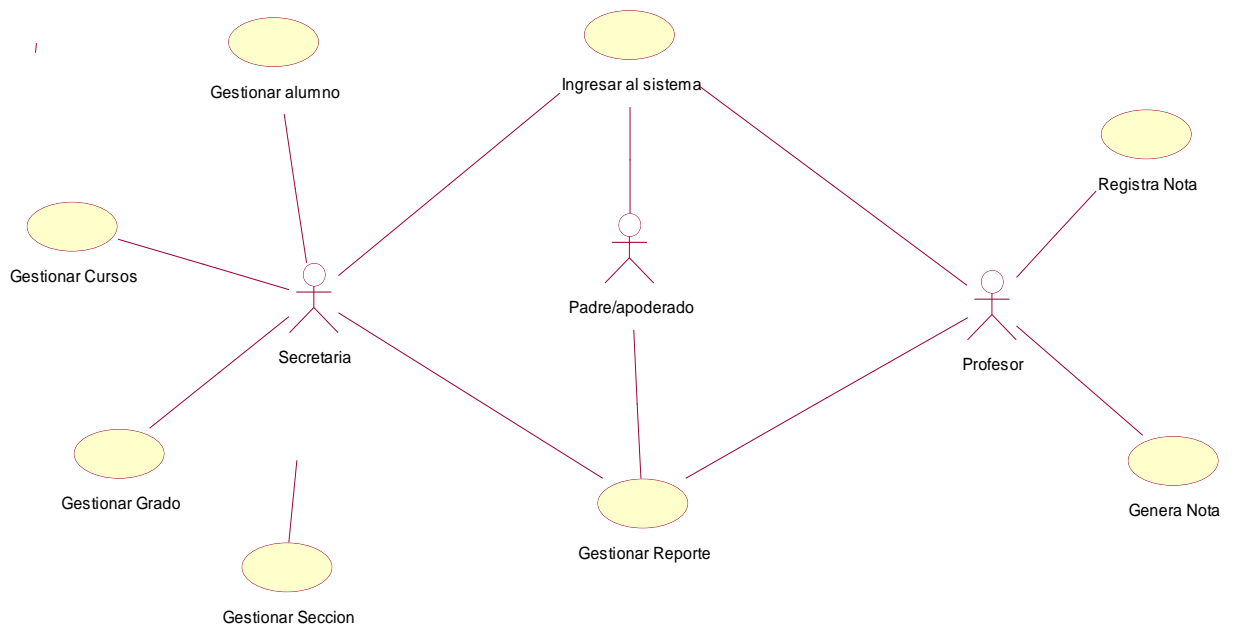 Gestionar alumno
Ingresar al sistema
Registra Nota
Gestionar Cursos
Padre/apoderado
Secretaria
Profesor
Gestionar Grado
Genera Nota
Gestionar Reporte
Gestionar Seccion